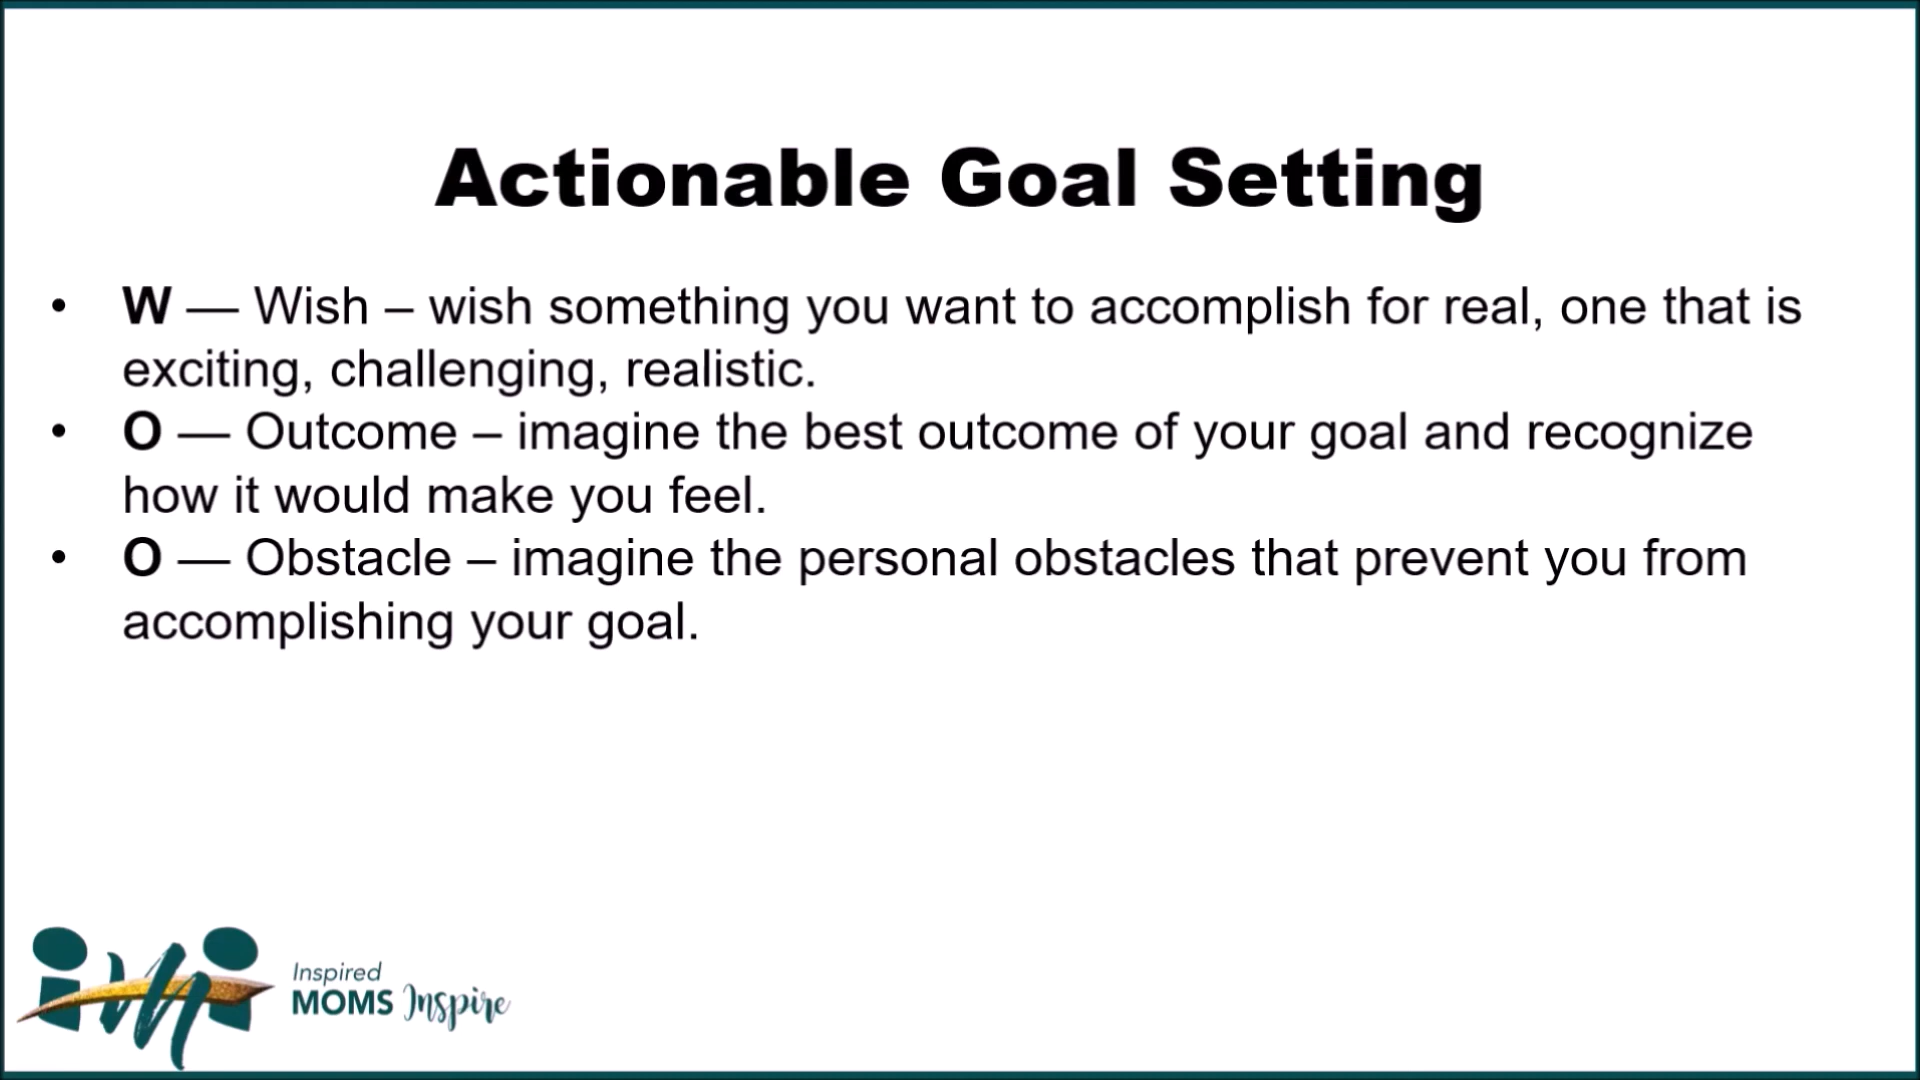 Actionable Goal Setting
• W — Wish – wish something you want to accomplish for real, one that is
exciting, challenging, realistic.
• O — Outcome – imagine the best outcome of your goal and recognize
how it would make you feel.
• O — Obstacle – imagine the personal obstacles that prevent you from
accomplishing your goal.
imi
Inspired
MOMS Inspire